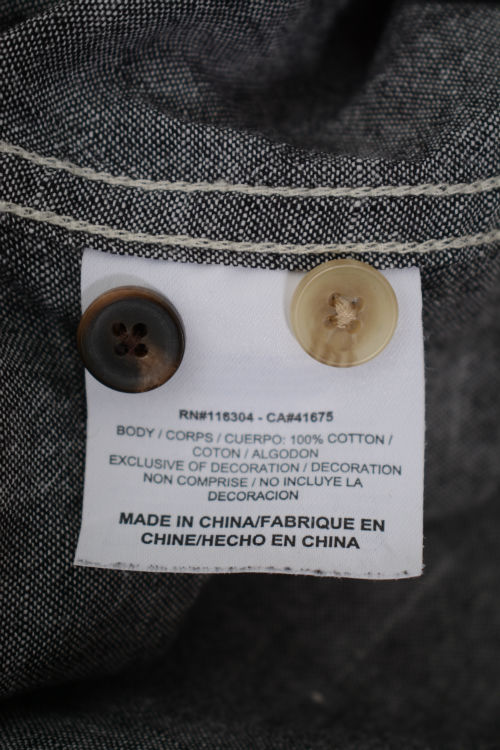 RN#116304 - CA#41675
BODY / CORPS / CUERPO: 100% COTTON /
COTON / ALGODON
EXCLUSIVE OF DECORATION / DECORATION
NON COMPRISE / NO INCLUYE LA
DECORACION
MADE IN CHINA/FABRIQUE EN
CHINE/HECHO EN CHINA